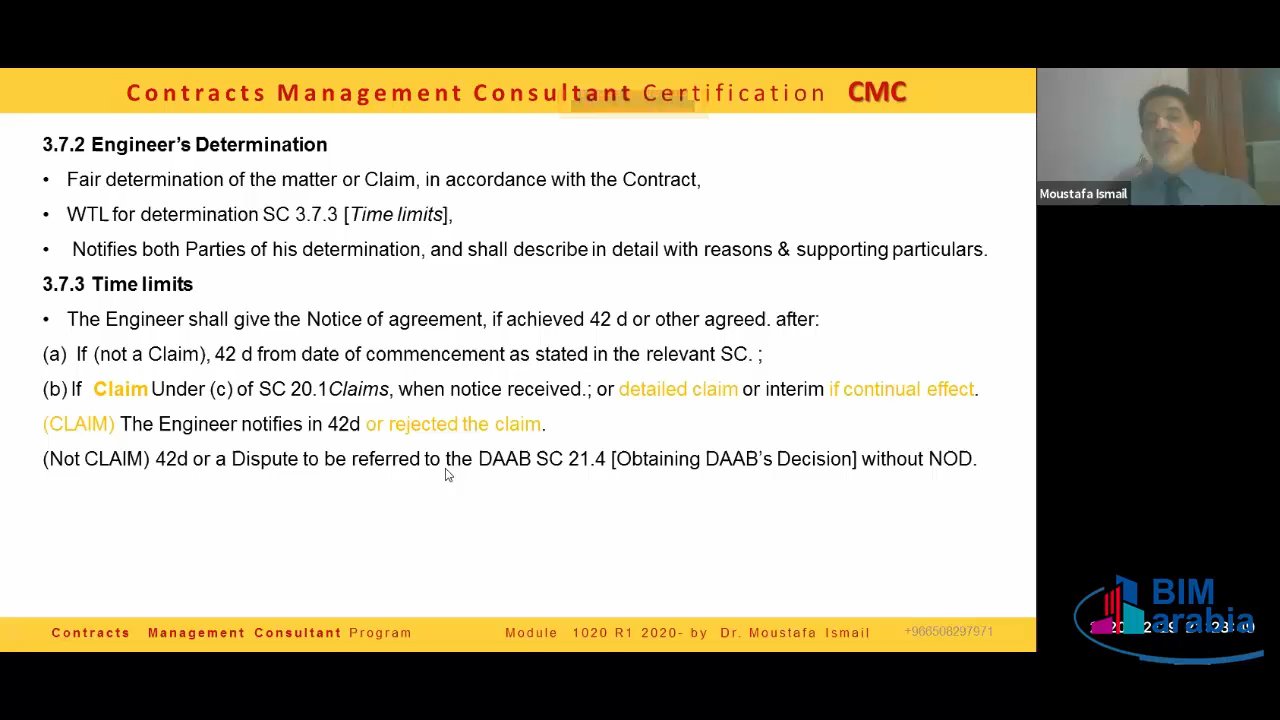 Contracts Management Consultant Certification CMC
3.7.2 Engineer's Determination
• Fair determination of the matter or Claim, in accordance with the Contract,
• WTL for determination SC 3.7.3 [Time limits],
• Notifies both Parties of his determination, and shall describe in detail with reasons & supporting particulars.
3.7.3 Time limits
• The Engineer shall give the Notice of agreement, if achieved 42 d or other agreed. after:
(a) If (not a Claim), 42 d from date of commencement as stated in the relevant SC. ;
(b) If Claim Under (c) of SC 20.1Claims, when notice received.; or detailed claim or interim if continual effect.
(CLAIM) The Engineer notifies in 42d or rejected the claim.
(Not CLAIM) 42d or a Dispute to be referred to the DAAB SC 21.4 [Obtaining DAAB's Decision] without NOD.
Contracts Management Consultant Program Module 1020 R1 2020- by Dr. Moustafa Ismail +966508297971
Moustafa Ismail
BIM
arabia